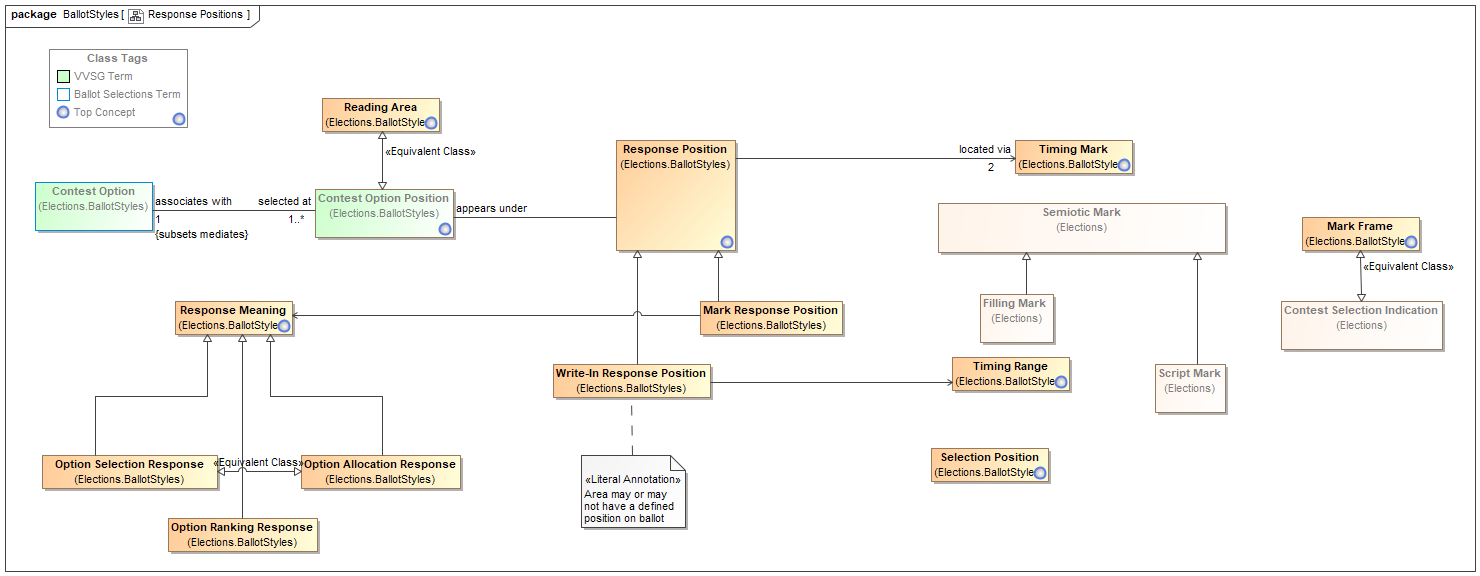 package BallotStyles [ Response Positions ]
Class Tags
VVSG Term
Ballot Selections Term
Top Concept
Reading Area
(Elections.BallotStyle
«Equivalent Class»
Response Position
(Elections.BallotStyles)
located via
2
Timing Mark
(Elections.BallotStyle
Contest Option
(Elections.BallotStyles)
associates with
1
{subsets mediates}
selected at
1..*
Contest Option Position
(Elections.BallotStyles)
appears under
Semiotic Mark
(Elections)
Mark Frame
(Elections.BallotStyle
«Equivalent Class»
Response Meaning
(Elections.BallotStyle
Mark Response Position
(Elections.BallotStyles)
Filling Mark
(Elections)
Contest Selection Indication
(Elections)
Write-In Response Position
(Elections.BallotStyles)
Timing Range
(Elections.BallotStyle
Script Mark
(Elections)
Option Selection Response
(Elections.BallotStyles)
«Equivalent Class»
Option Allocation Response
(Elections.BallotStyles)
«Literal Annotation»
Area may or may
not have a defined
position on ballot
Selection Position
(Elections.BallotStyle
Option Ranking Response
(Elections.BallotStyles)